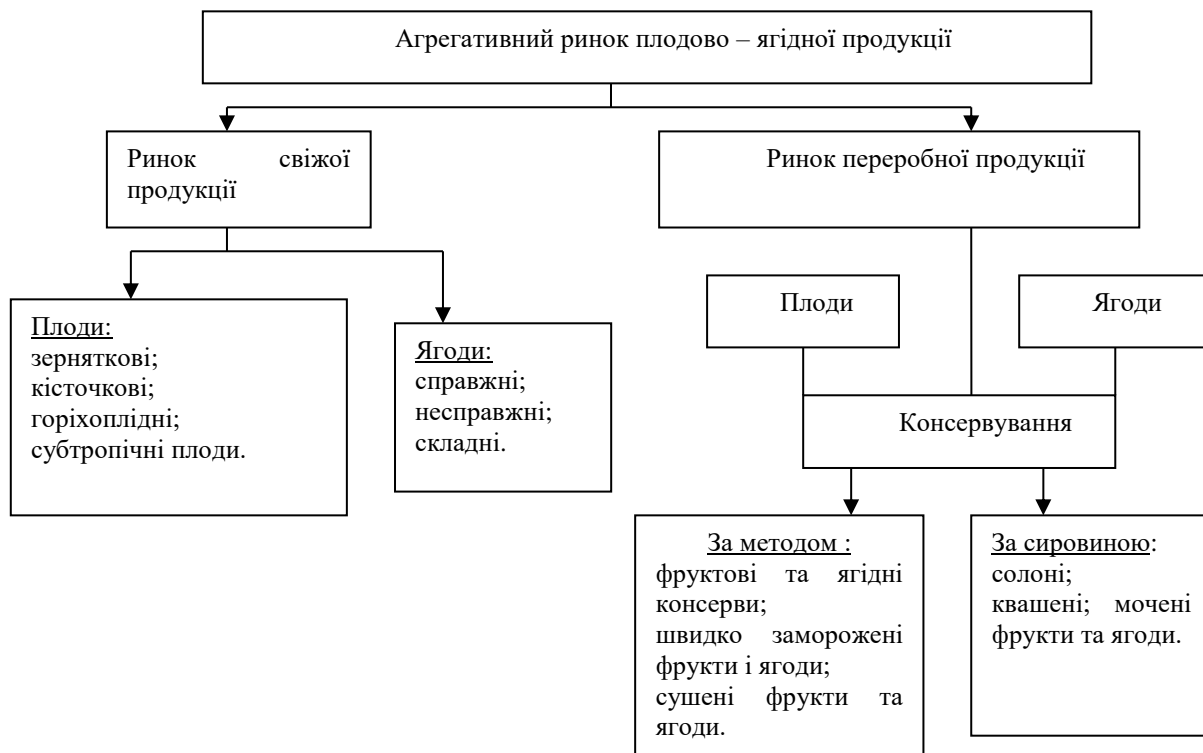 Агрегативний ринок плодово – ягідної продукції
Ринок свіжої
продукції
Ринок переробної продукції
Плоди:
зерняткові;
кісточкові;
горіхоплідні;
субтропічні плоди.
Ягоди:
справжні;
несправжні;
складні.
Плоди
Ягоди
Консервування
За методом :
фруктові та ягідні
консерви;
швидко заморожені
фрукти і ягоди;
сушені фрукти та
ягоди.
За сировиною:
солоні;
квашені; мочені
фрукти та ягоди.